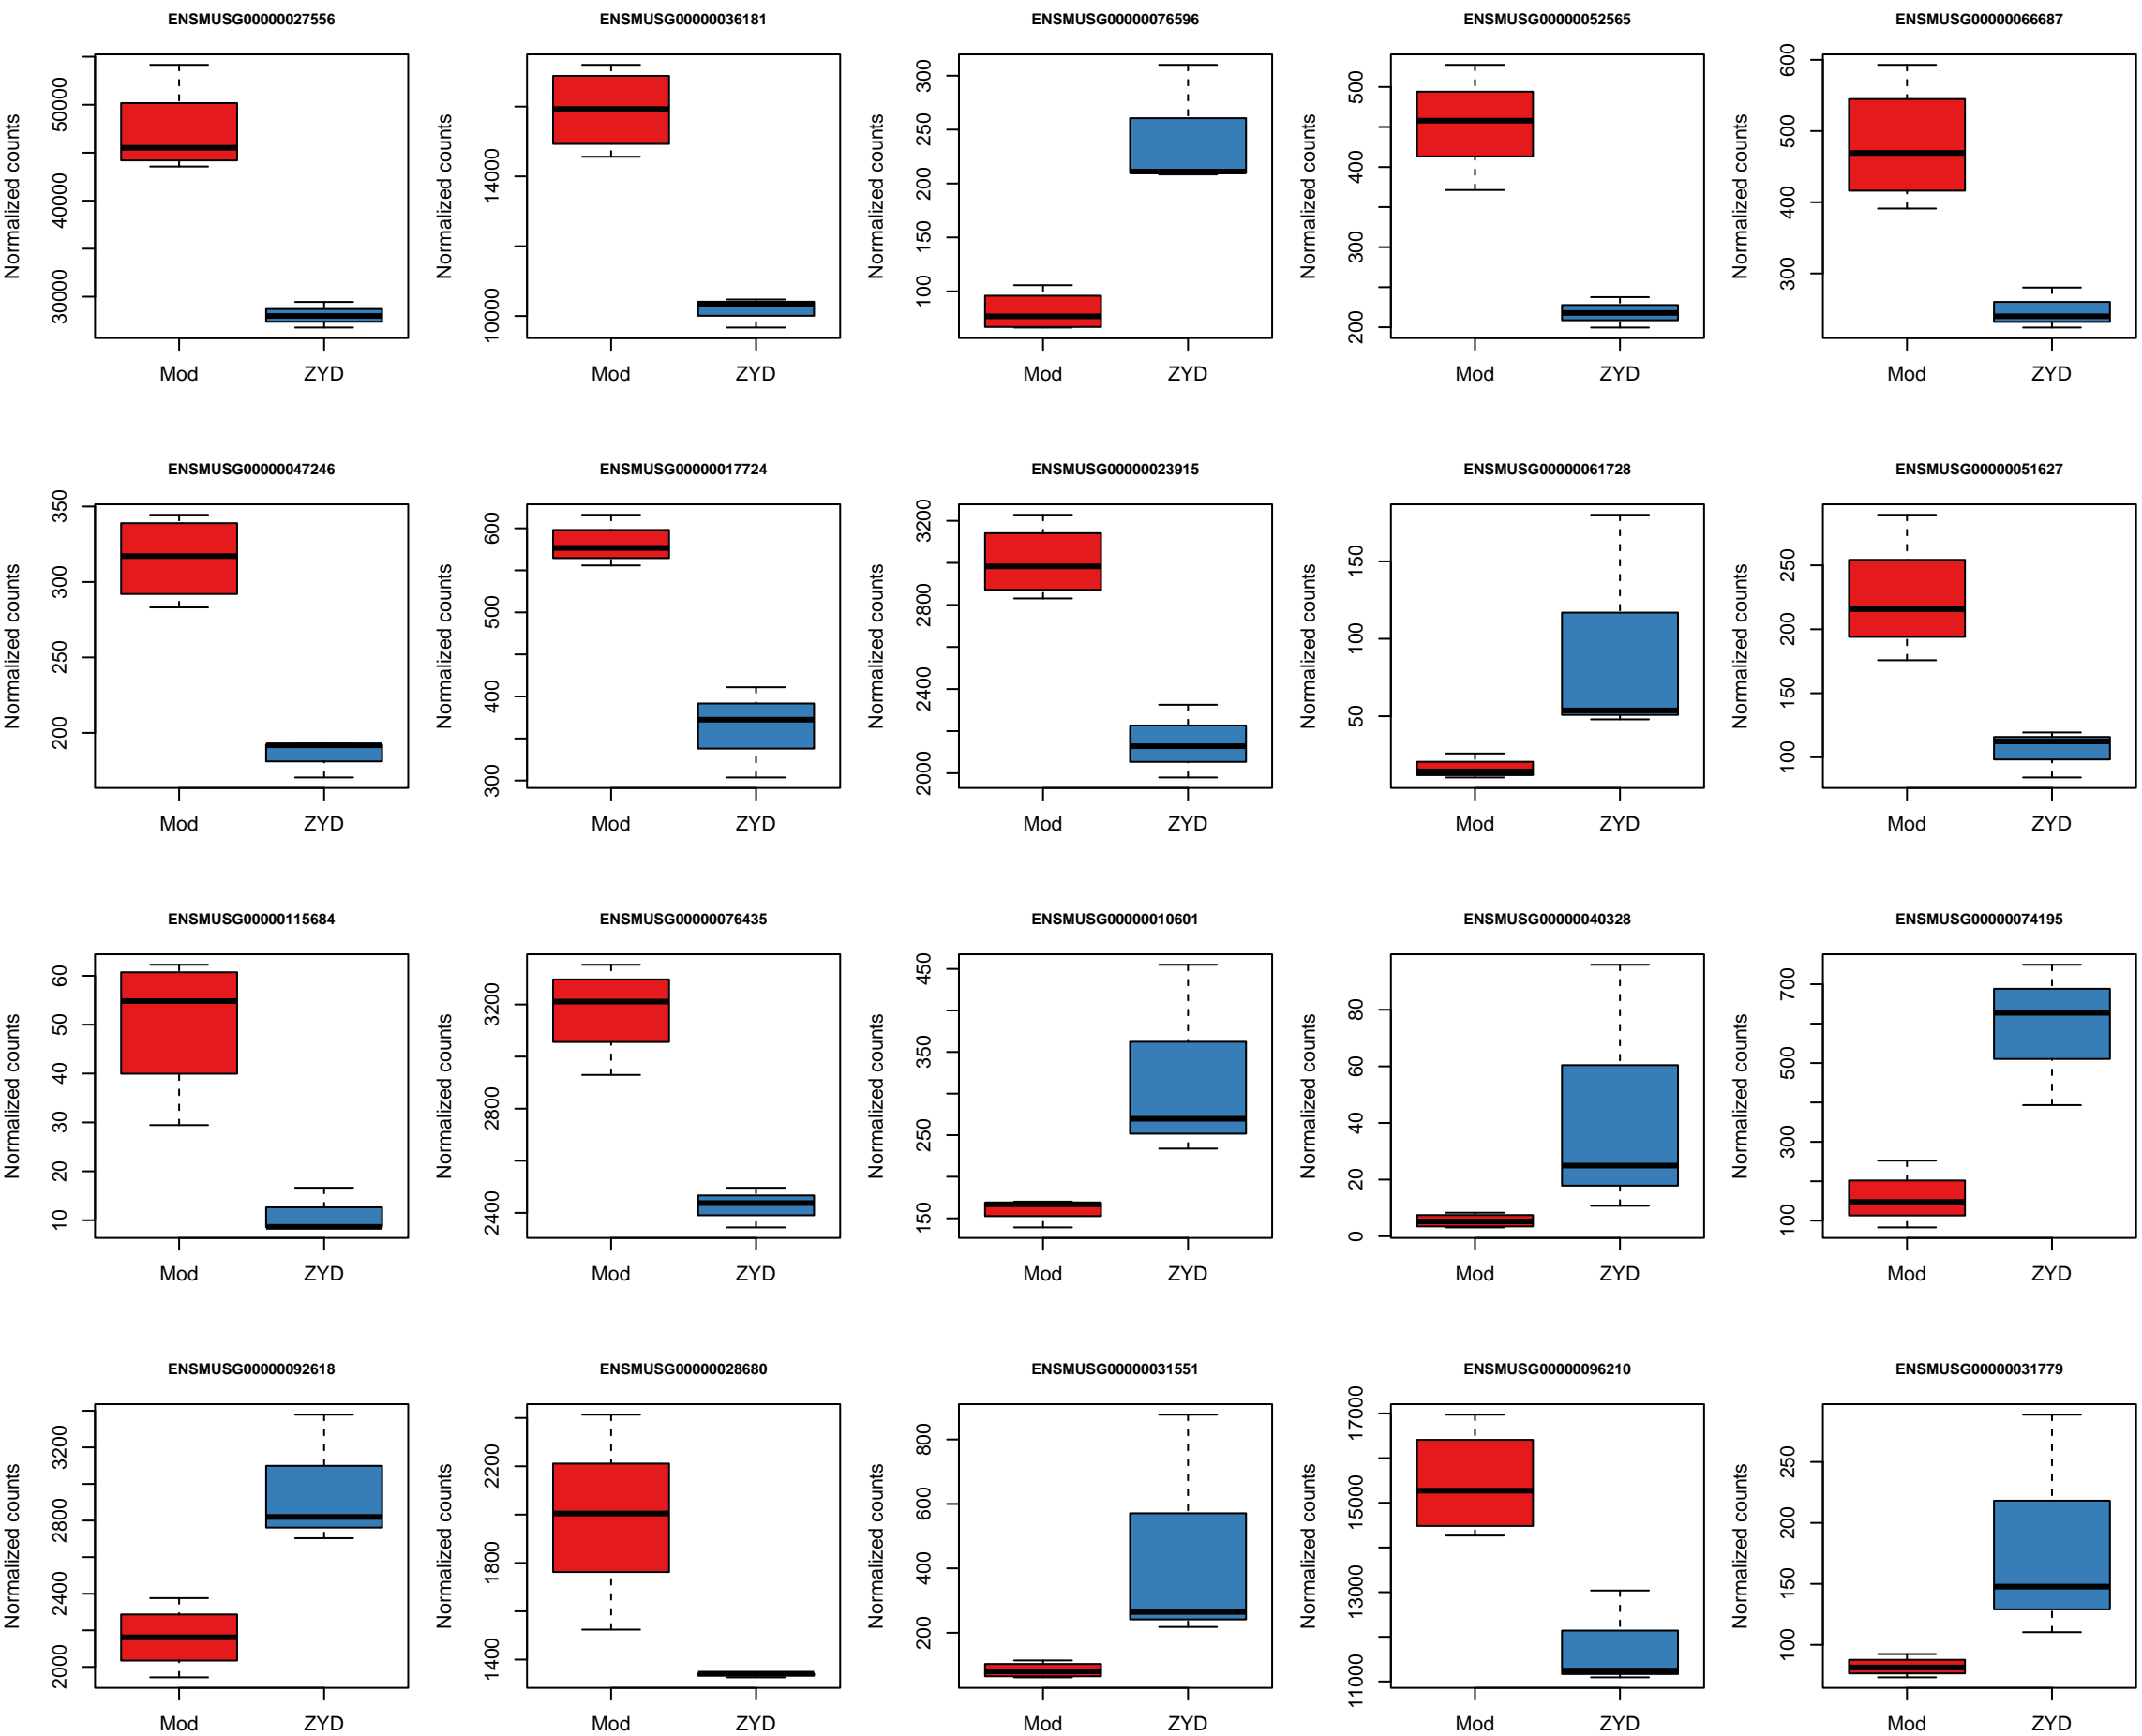 ENSMUSG00000027556
Normalized counts
30000 40000 50000
Mod ZYD
ENSMUSG00000036181
Normalized counts
10000 14000
Mod ZYD
ENSMUSG00000076596
Normalized counts
100 150 200 250 300
Mod ZYD
ENSMUSG00000052565
Normalized counts
200 300 400 500
Mod ZYD
ENSMUSG00000066687
Normalized counts
300 400 500 600
Mod ZYD
ENSMUSG00000047246
Normalized counts
200 250 300 350
Mod ZYD
ENSMUSG00000017724
Normalized counts
300 400 500 600
Mod ZYD
ENSMUSG00000023915
Normalized counts
2000 2400 2800 3200
Mod ZYD
ENSMUSG00000061728
Normalized counts
50 100 150
Mod ZYD
ENSMUSG00000051627
Normalized counts
100 150 200 250
Mod ZYD
ENSMUSG00000115684
Normalized counts
10 20 30 40 50 60
Mod ZYD
ENSMUSG00000076435
Normalized counts
2400 2800 3200
Mod ZYD
ENSMUSG00000010601
Normalized counts
150 250 350 450
Mod ZYD
ENSMUSG00000040328
Normalized counts
0 20 40 60 80
Mod ZYD
ENSMUSG00000074195
Normalized counts
100 300 500 700
Mod ZYD
ENSMUSG00000092618
Normalized counts
2000 2400 2800 3200
Mod ZYD
ENSMUSG00000028680
Normalized counts
1400 1800 2200
Mod ZYD
ENSMUSG00000031551
Normalized counts
200 400 600 800
Mod ZYD
ENSMUSG00000096210
Normalized counts
11000 13000 15000 17000
Mod ZYD
ENSMUSG00000031779
Normalized counts
100 150 200 250
Mod ZYD